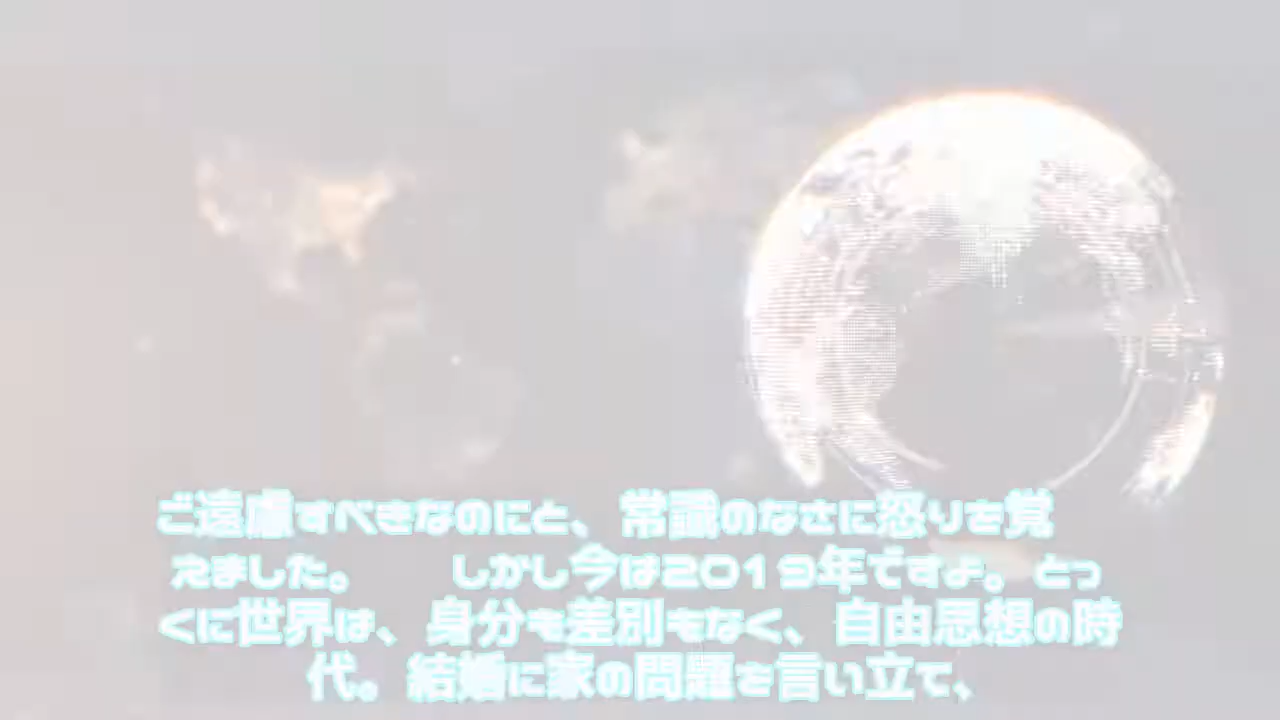 ご遠慮すべきなのにと、常識のなさに怒りを覚
えました。　　しかし今は2019年ですよ。とっ
くに世界は、身分も差別もなく、自由思想の時
代。結婚に家の問題を言い立て、